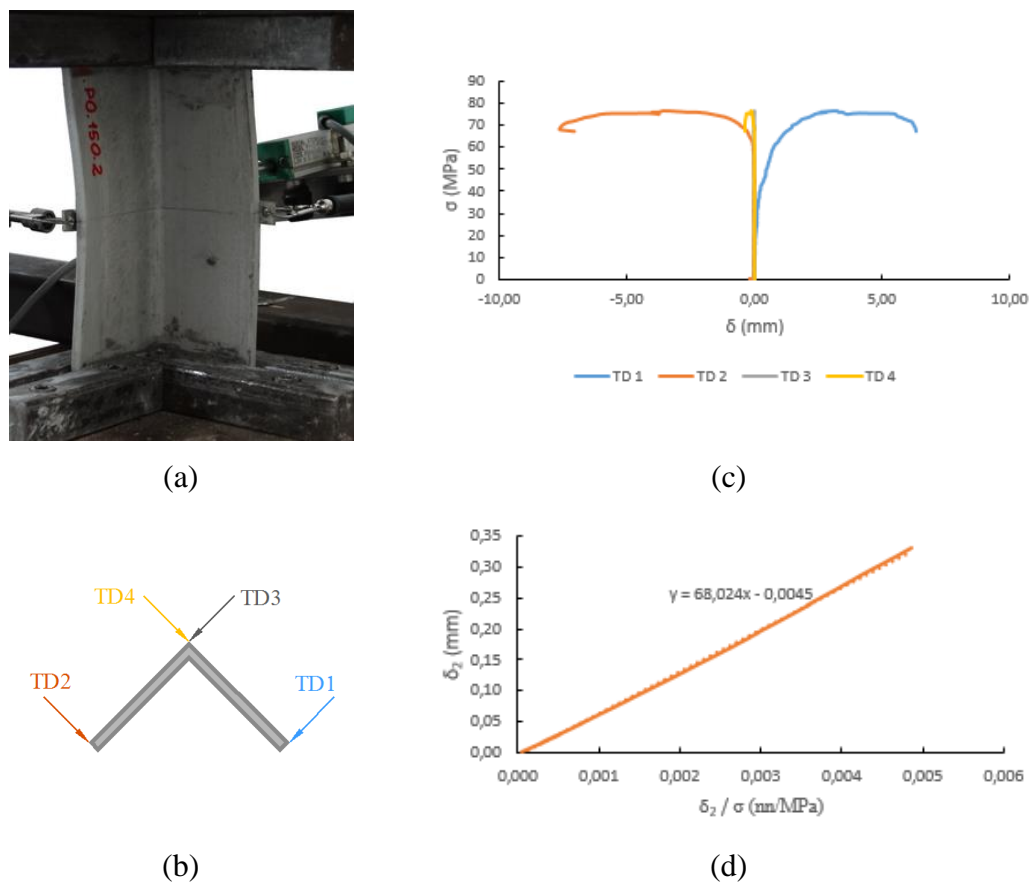 PO.150.2
(a)
90
80
70
60
50
40
30
20
10
0
σ (MPa)
-10,00 -5,00 0,00 5,00 10,00
δ (mm)
TD 1 TD 2 TD 3 TD 4
(c)
TD4 TD3
TD2 TD1
(b)
0,35
0,30
0,25
0,20
0,15
0,10
0,05
0,00
δ₂ (mm)
y = 68,024x - 0,0045
0,000 0,001 0,002 0,003 0,004 0,005 0,006
δ₂ / σ (nn/MPa)
(d)